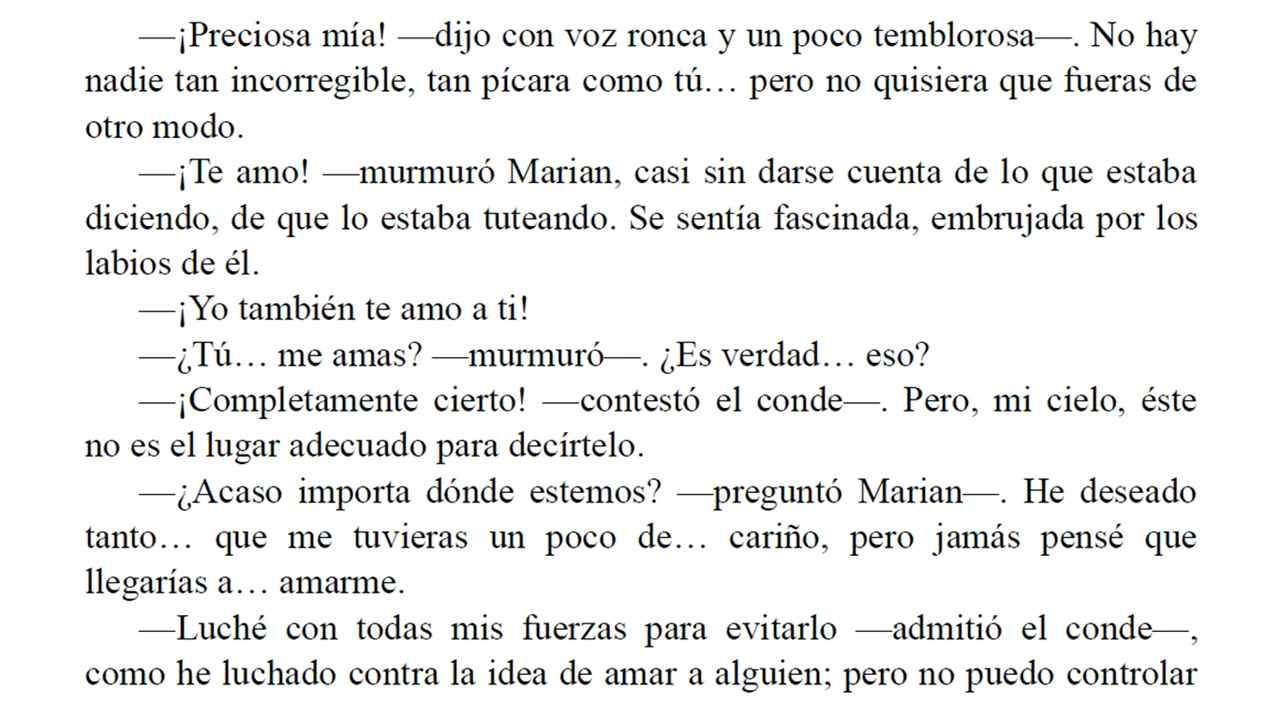 —¡Preciosa mía! —dijo con voz ronca y un poco temblorosa—. No hay
nadie tan incorregible, tan pícara como tú… pero no quisiera que fueras de
otro modo.
—¡Te amo! —murmuró Marian, casi sin darse cuenta de lo que estaba
diciendo, de que lo estaba tuteando. Se sentía fascinada, embrujada por los
labios de él.
—¡Yo también te amo a ti!
—¿Tú… me amas? —murmuró—. ¿Es verdad… eso?
—¡Completamente cierto! —contestó el conde—. Pero, mi cielo, éste
no es el lugar adecuado para decírtelo.
—¿Acaso importa dónde estemos? —preguntó Marian—. He deseado
tanto… que me tuvieras un poco de… cariño, pero jamás pensé que
llegarías a… amarme.
—Luché con todas mis fuerzas para evitarlo —admitió el conde—,
como he luchado contra la idea de amar a alguien; pero no puedo controlar